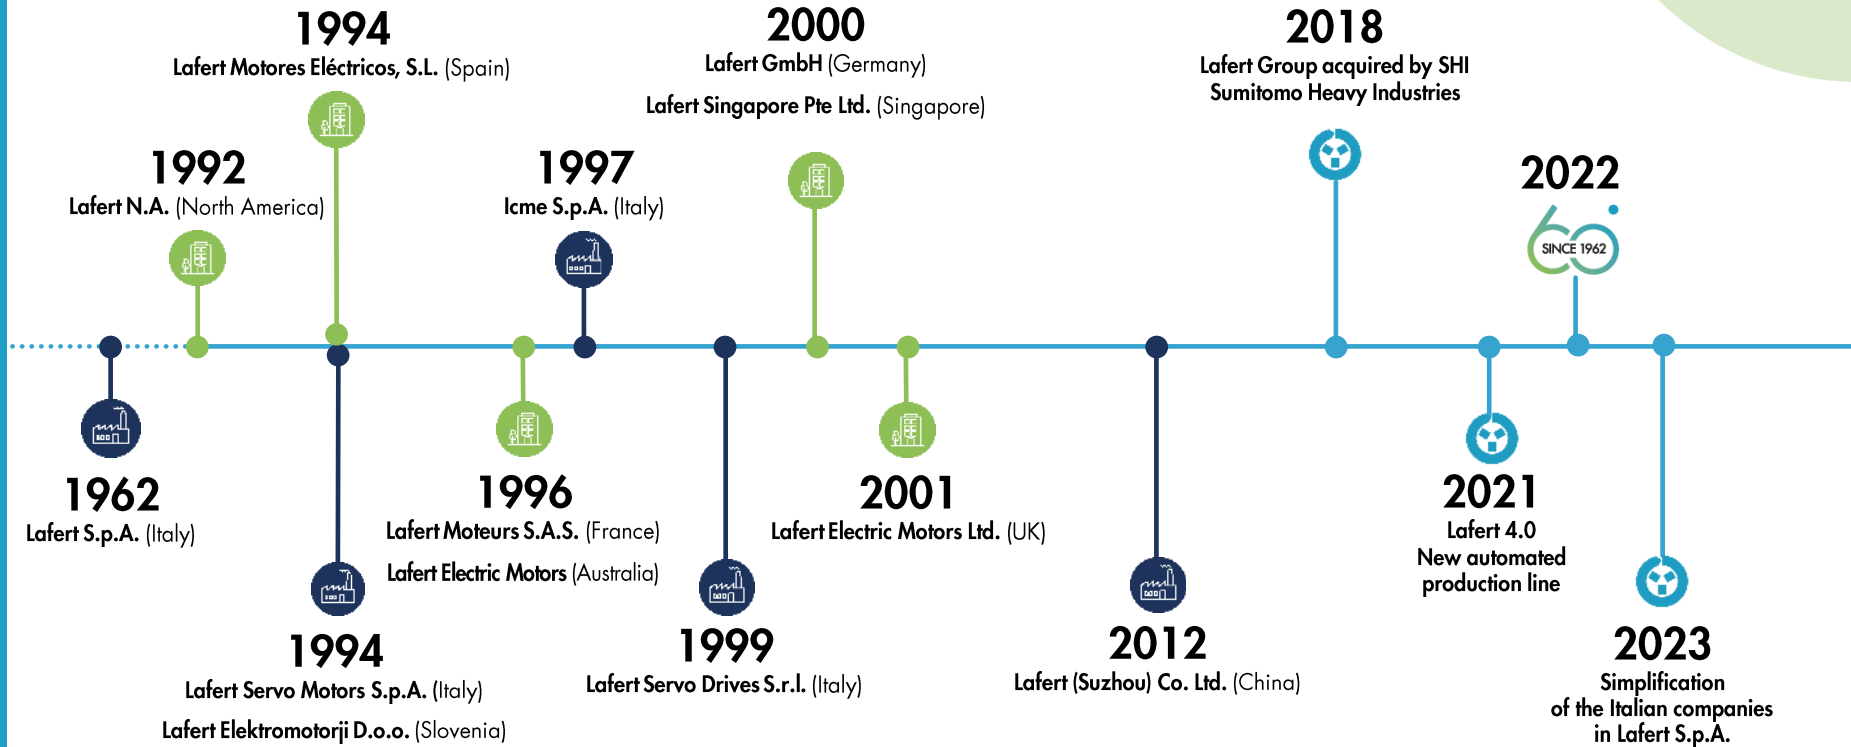 1994
Lafert Motores Eléctricos, S.L. (Spain)
2000
Lafert GmbH (Germany)
Lafert Singapore Pte Ltd. (Singapore)
2018
Lafert Group acquired by SHI
Sumitomo Heavy Industries
1992
Lafert N.A. (North America)
1997
Icme S.p.A. (Italy)
2022
60
SINCE 1962
1962
Lafert S.p.A. (Italy)
1996
Lafert Moteurs S.A.S. (France)
Lafert Electric Motors (Australia)
2001
Lafert Electric Motors Ltd. (UK)
2021
Lafert 4.0
New automated
production line
1994
Lafert Servo Motors S.p.A. (Italy)
Lafert Elektromotorji D.o.o. (Slovenia)
1999
Lafert Servo Drives S.r.l. (Italy)
2012
Lafert (Suzhou) Co. Ltd. (China)
2023
Simplification
of the Italian companies
in Lafert S.p.A.